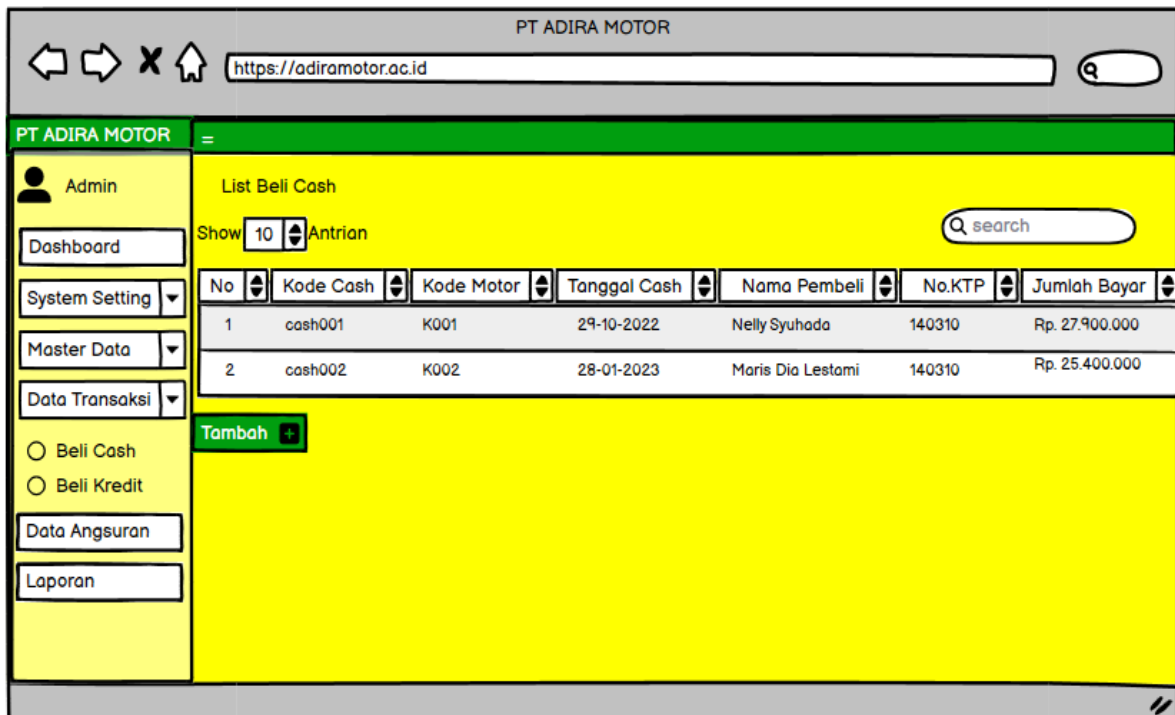 PT ADIRA MOTOR
https://adiramotor.ac.id
PT ADIRA MOTOR =
Admin
Dashboard
System Setting
Master Data
Data Transaksi
Beli Cash
Beli Kredit
Data Angsuran
Laporan
List Beli Cash
Show 10 Antrian
search
No Kode Cash Kode Motor Tanggal Cash Nama Pembeli No.KTP Jumlah Bayar
1 cash001 K001 29-10-2022 Nelly Syuhada 140310 Rp. 27.900.000
2 cash002 K002 28-01-2023 Maris Dia Lestami 140310 Rp. 25.400.000
Tambah +